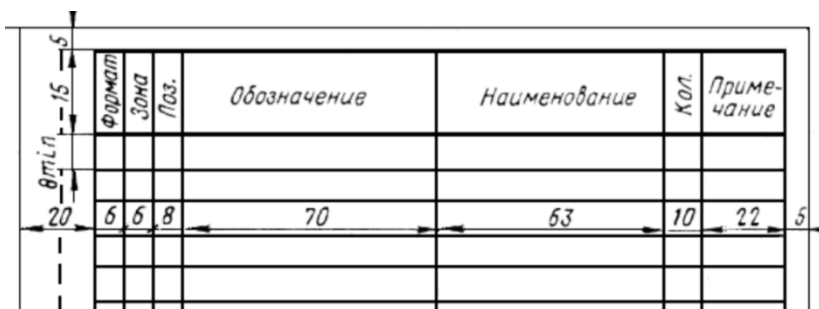 5
15
Формат
Зона
Поз.
Обозначение
Наименование
Кол.
Приме-
чание
8min
20 6 6 8 70 63 10 22 5